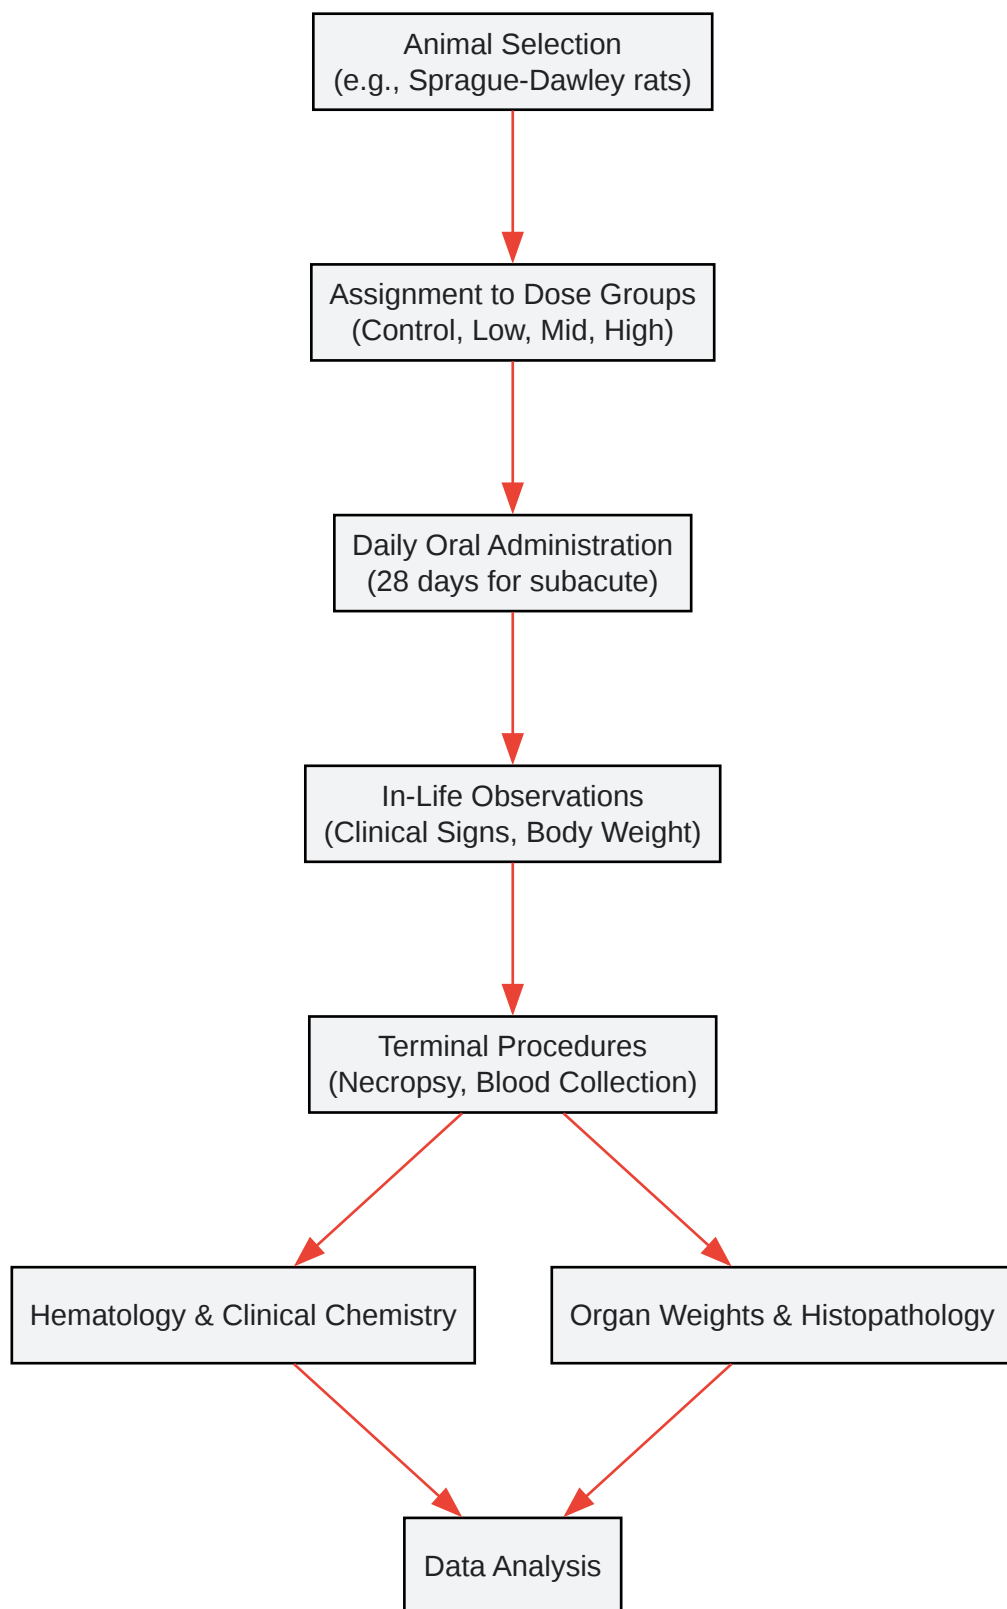 Animal Selection
(e.g., Sprague-Dawley rats)
Assignment to Dose Groups
(Control, Low, Mid, High)
Daily Oral Administration
(28 days for subacute)
In-Life Observations
(Clinical Signs, Body Weight)
Terminal Procedures
(Necropsy, Blood Collection)
Hematology & Clinical Chemistry
Organ Weights & Histopathology
Data Analysis